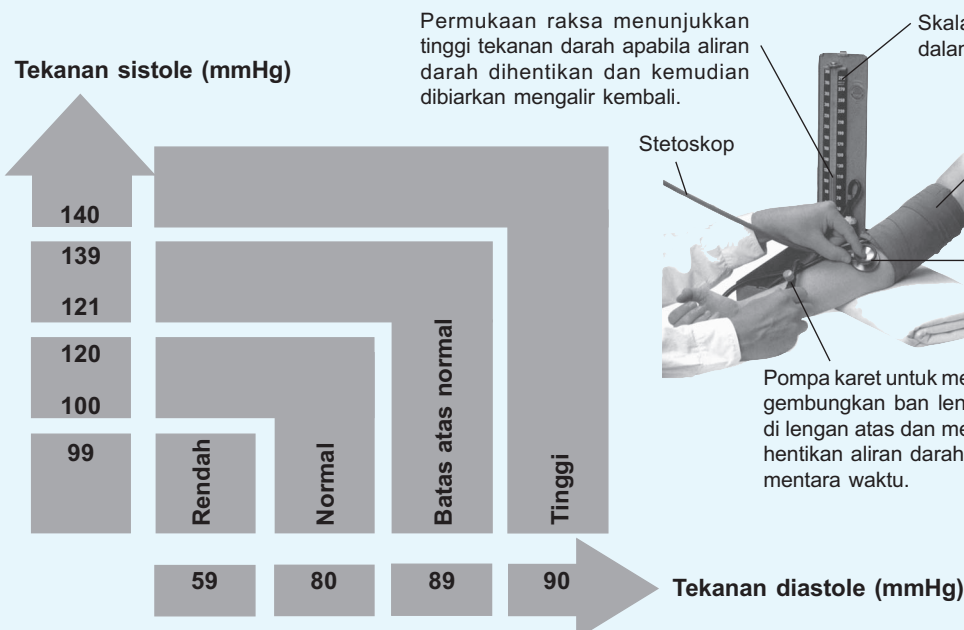 Permukaan raksa menunjukkan
tinggi tekanan darah apabila aliran
darah dihentikan dan kemudian
dibiarkan mengalir kembali.
Skala
dalam
Stetoskop
Pompa karet untuk me
gembungkan ban len
di lengan atas dan me
hentikan aliran darah
mentara waktu.
Tekanan sistole (mmHg)
140
139
121
120
100
99
Rendah
Normal
Batas atas normal
Tinggi
59
80
89
90
Tekanan diastole (mmHg)